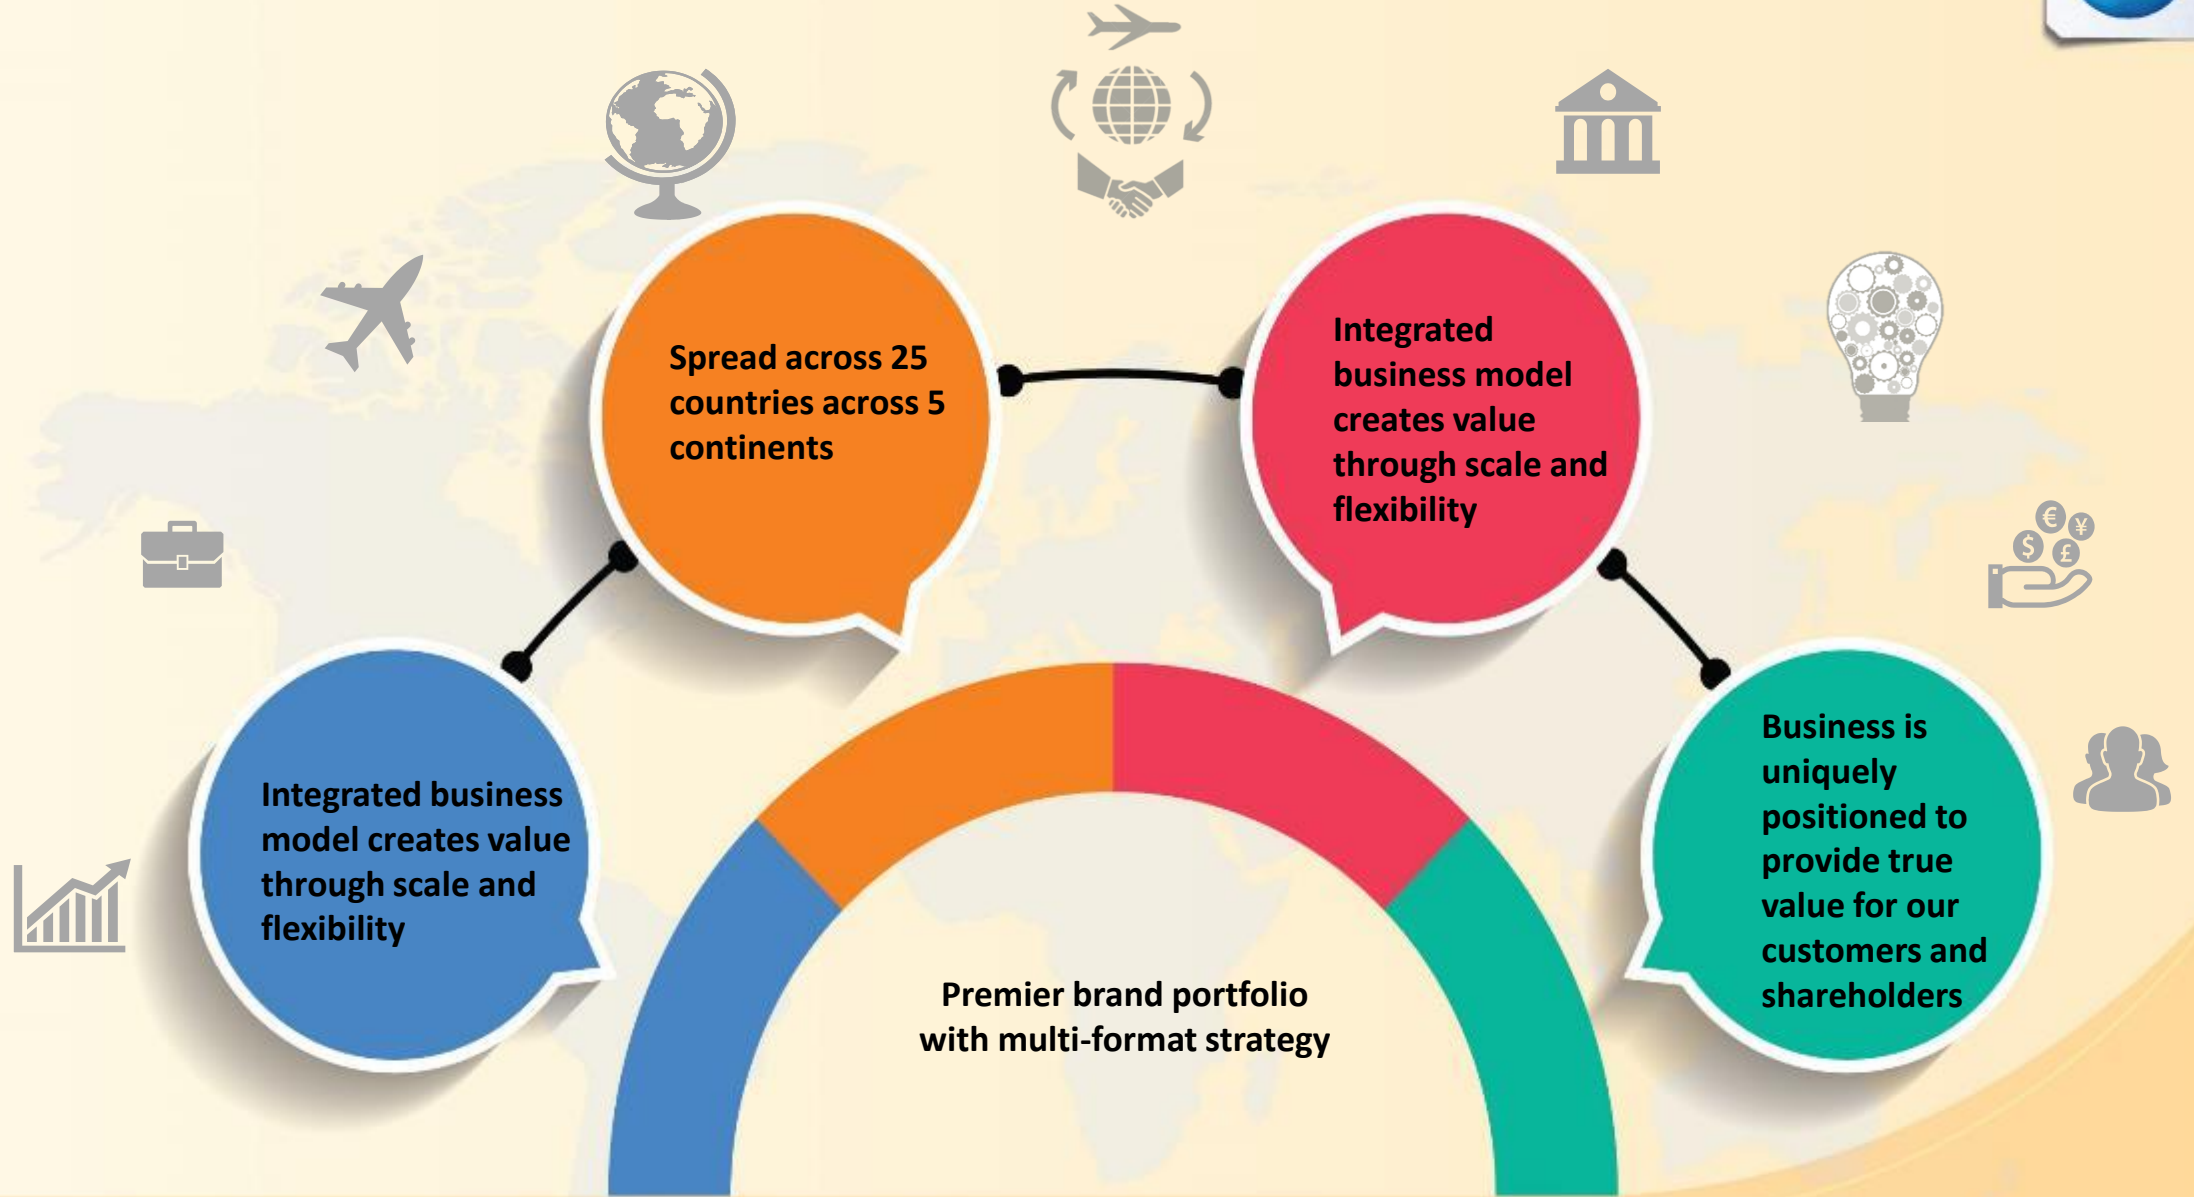 Spread across 25
countries across 5
continents
Integrated
business model
creates value
through scale and
flexibility
Integrated business
model creates value
through scale and
flexibility
Business is
uniquely
positioned to
provide true
value for our
customers and
shareholders
Premier brand portfolio
with multi-format strategy
€
¥
$
£